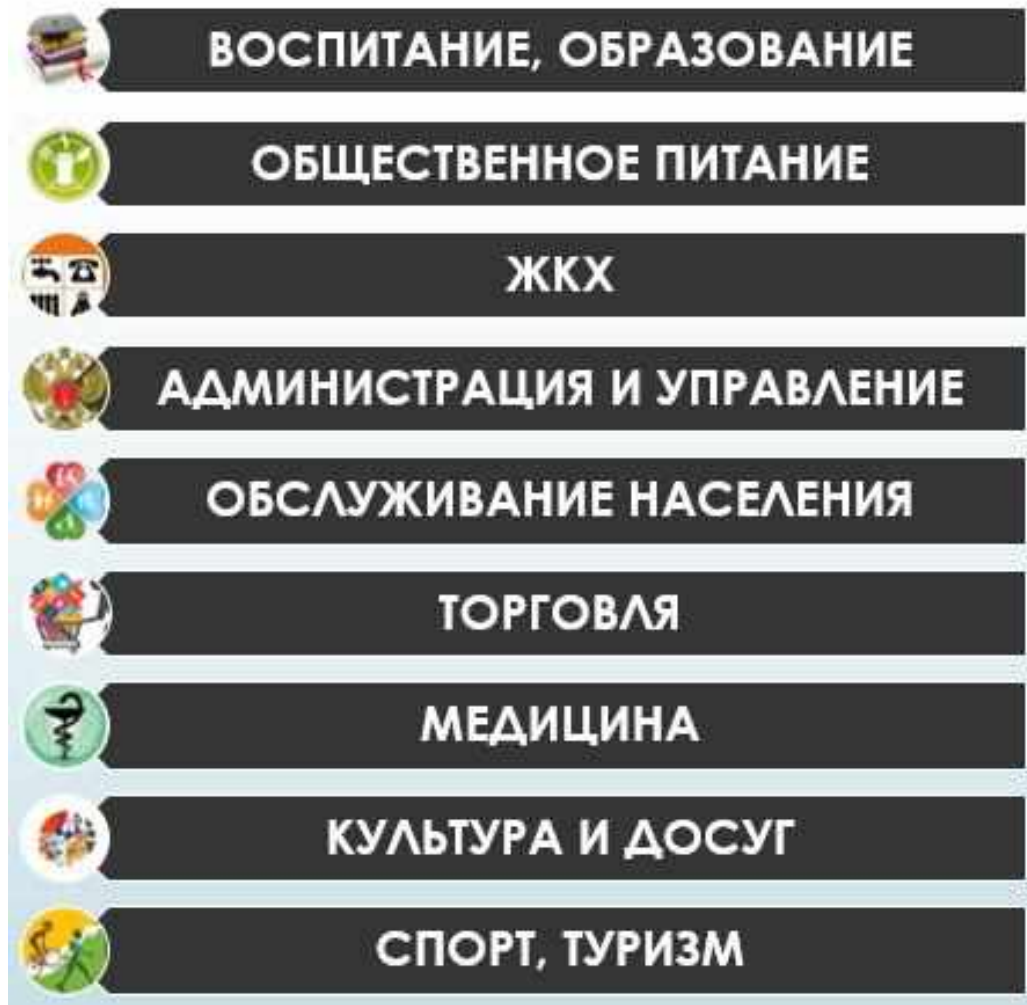 ВОСПИТАНИЕ, ОБРАЗОВАНИЕ
ОБЩЕСТВЕННОЕ ПИТАНИЕ
ЖКХ
АДМИНИСТРАЦИЯ И УПРАВЛЕНИЕ
ОБСЛУЖИВАНИЕ НАСЕЛЕНИЯ
ТОРГОВЛЯ
МЕДИЦИНА
КУЛЬТУРА И ДОСУГ
СПОРТ, ТУРИЗМ